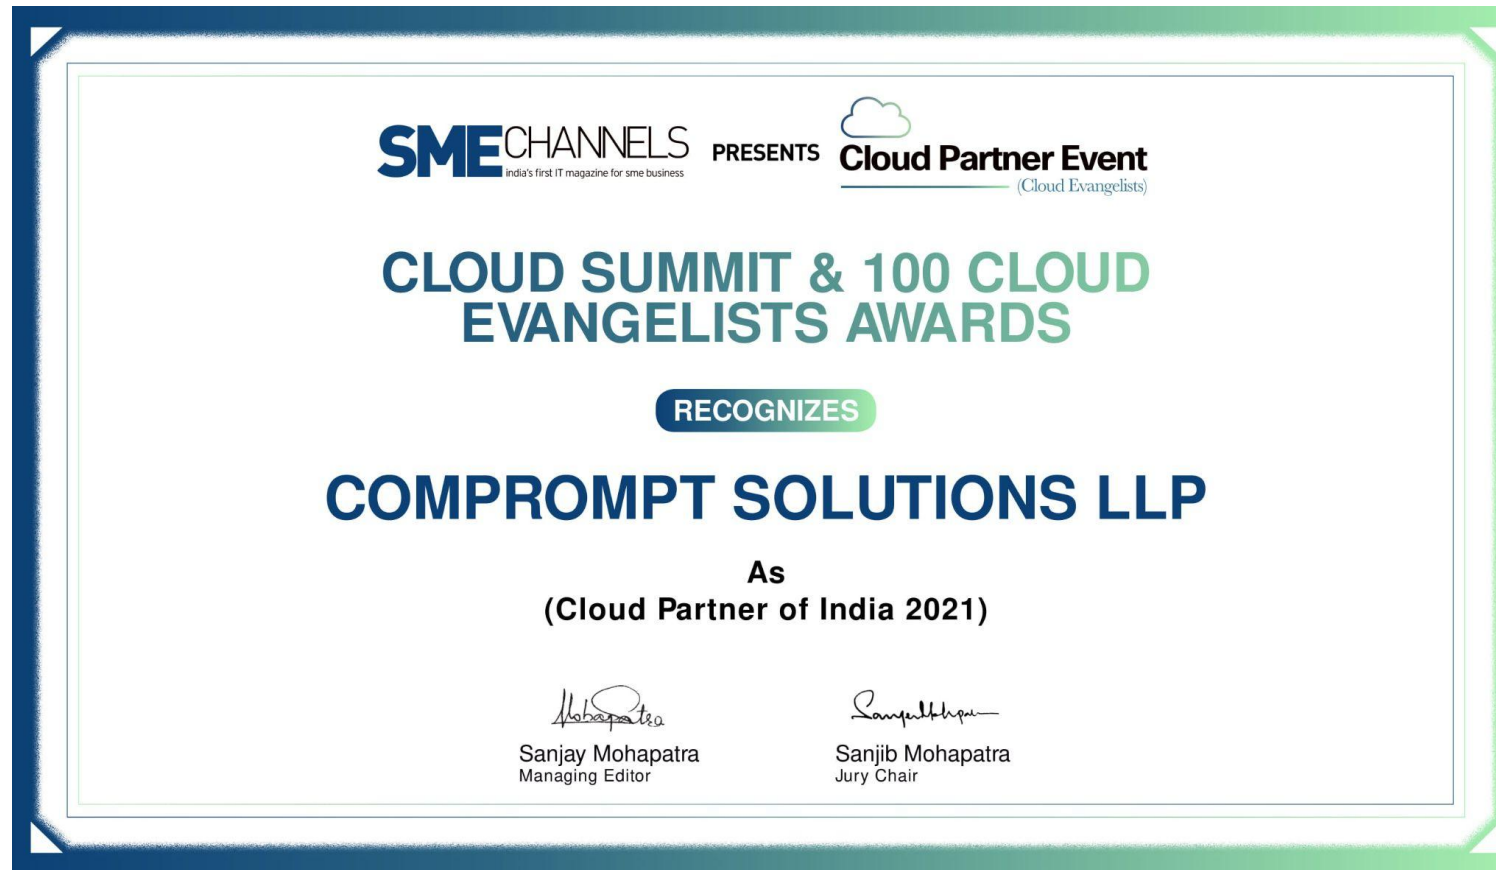 SMECHANNELS
india's first IT magazine for sme business
PRESENTS
Cloud Partner Event
(Cloud Evangelists)
CLOUD SUMMIT & 100 CLOUD
EVANGELISTS AWARDS
RECOGNIZES
COMPROMPT SOLUTIONS LLP
As
(Cloud Partner of India 2021)
Mohapatra
Sanjay Mohapatra
Managing Editor
Sanjib Mohapatra
Jury Chair